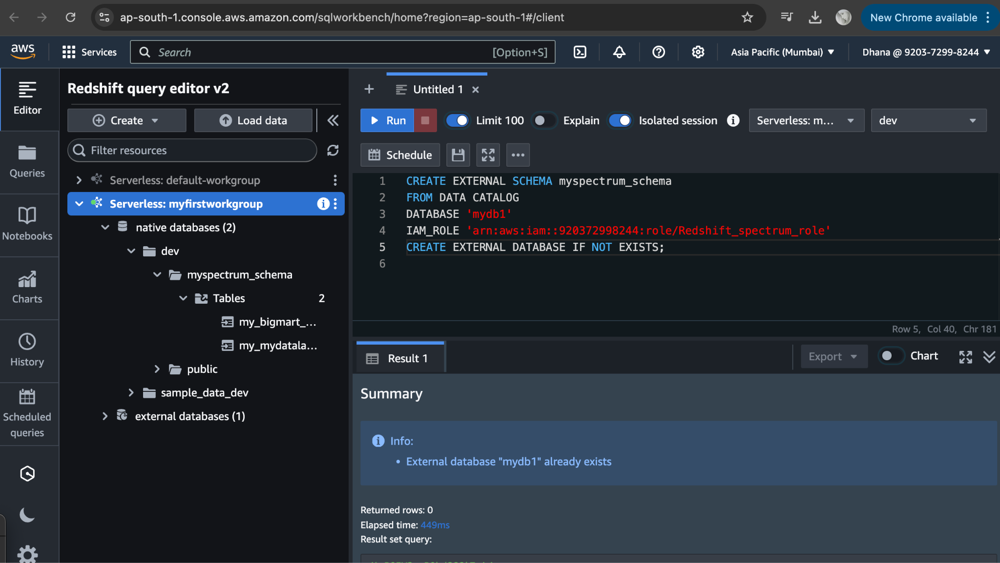 ap-south-1.console.aws.amazon.com/sqlworkbench/home?region=ap-south-1#/client
New Chrome available
aws
Services
Search
[Option+S]
Asia Pacific (Mumbai)
Dhana @ 9203-7299-8244
Editor
Queries
Notebooks
Charts
History
Scheduled
queries
Redshift query editor v2
Create
Load data
Filter resources
Serverless: default-workgroup
Serverless: myfirstworkgroup
native databases (2)
dev
myspectrum_schema
Tables 2
my_bigmart_...
my_mydatala...
public
sample_data_dev
external databases (1)
Untitled 1
Run
Limit 100
Explain
Isolated session
Serverless: m...
dev
Schedule
1 CREATE EXTERNAL SCHEMA myspectrum_schema
2 FROM DATA CATALOG
3 DATABASE 'mydb1'
4 IAM_ROLE 'arn:aws:iam::920372998244:role/Redshift_spectrum_role'
5 CREATE EXTERNAL DATABASE IF NOT EXISTS;
6
Row 5, Col 40, Chr 181
Result 1
Export
Chart
Summary
Info:
• External database "mydb1" already exists
Returned rows: 0
Elapsed time: 449ms
Result set query: